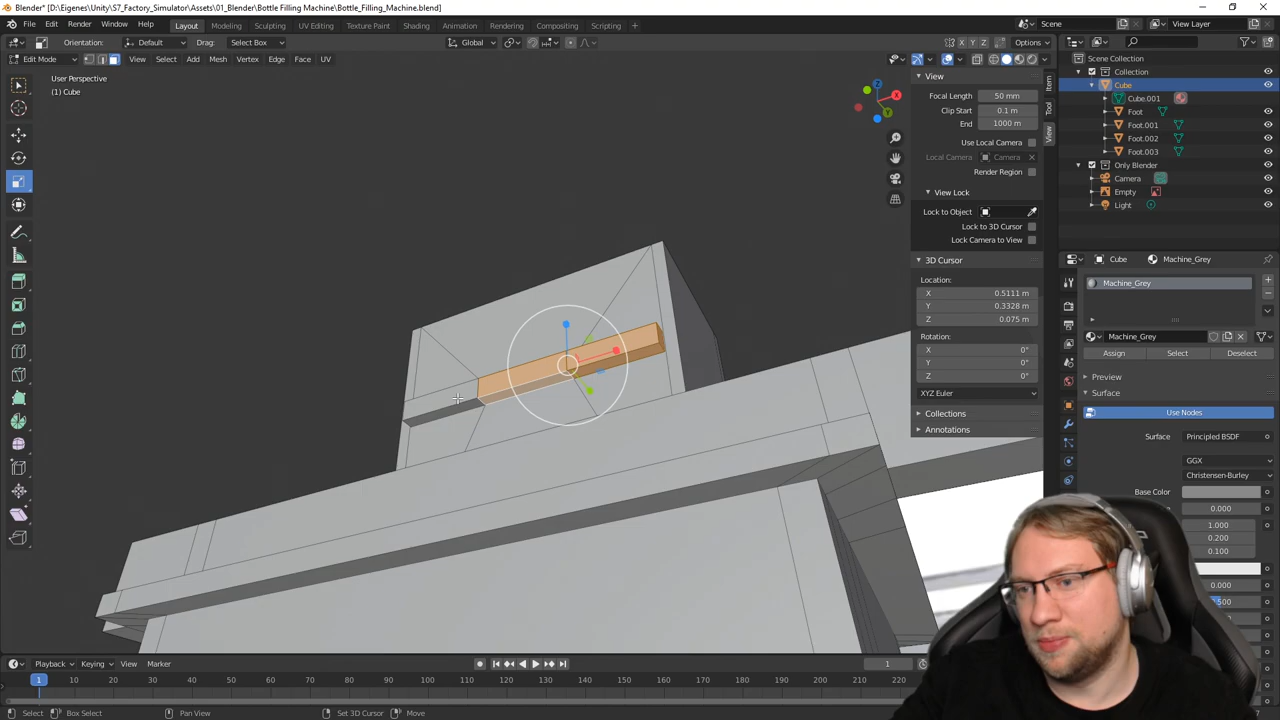 Blender* [D:\Eigenes\Unity\S7_Factory_Simulator\Assets\01_Blender\Bottle Filling Machine\Bottle_Filling_Machine.blend]
File Edit Render Window Help Layout Modeling Sculpting UV Editing Texture Paint Shading Animation Rendering Compositing Scripting + Scene View Layer
Orientation: Default Drag: Select Box Global X Y Z Options
Edit Mode View Select Add Mesh Vertex Edge Face UV
User Perspective
(1) Cube
Z
X
Y
View
Focal Length 50 mm
Clip Start 0.1 m
End 1000 m
Use Local Camera
Local Camera Camera
Render Region
View Lock
Lock to Object
Lock to 3D Cursor
Lock Camera to View
3D Cursor
Location:
X 0.5111 m
Y 0.3328 m
Z 0.075 m
Rotation:
X 0°
Y 0°
Z 0°
XYZ Euler
Collections
Annotations
Item
Tool
View
Scene Collection
Collection
Cube
Cube.001
Foot
Foot.001
Foot.002
Foot.003
Only Blender
Camera
Empty
Light
Cube Machine_Grey
Machine_Grey
Machine_Grey
Assign Select Deselect
Preview
Surface
Use Nodes
Surface Principled BSDF
GGX
Christensen-Burley
Base Color
0.000
1.000
0.200
0.100
0.000
Playback Keying View Marker 1
1 10 20 30 40 50 60 70 80 90 100 110 120 130 140 150 160 170 180 190 200 210 220
Select Box Select Pan View Set 3D Cursor Move